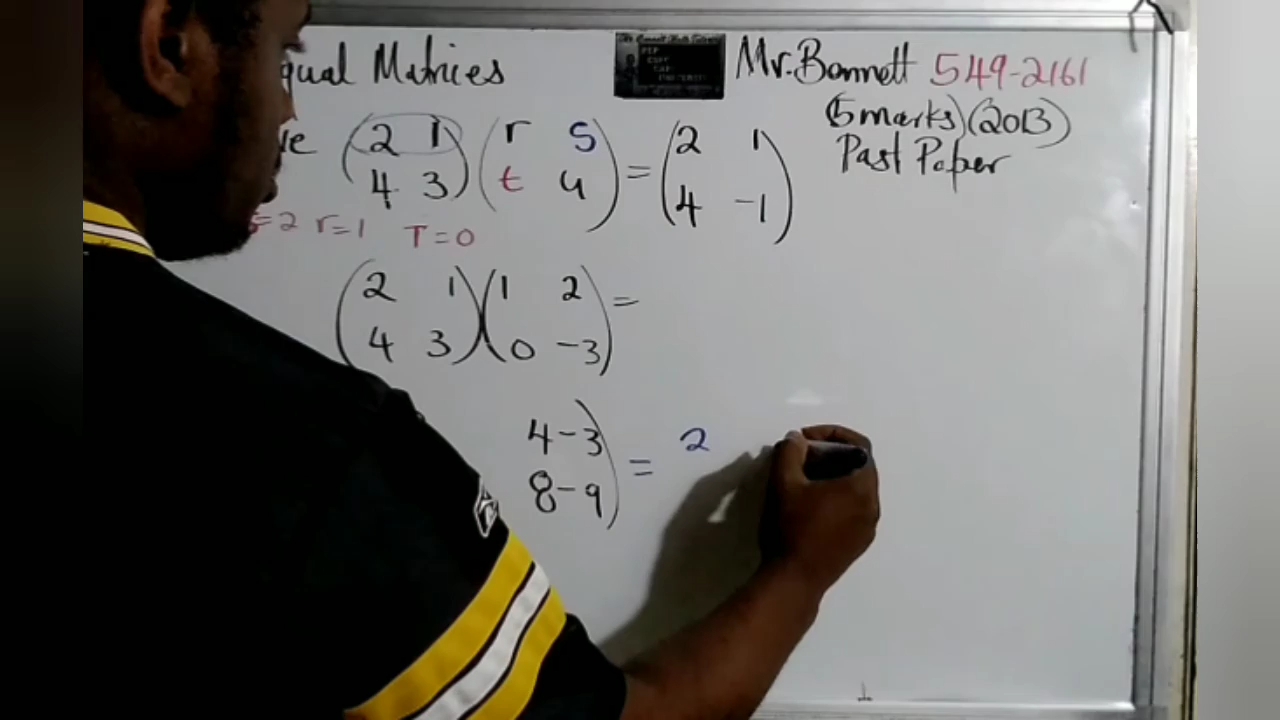 qual Matrices Mr. Bonnett 549-2161
(5 marks) (2013)
Past Paper
(2 1) (r s) = (2 1)
(4 3) (t u) (4 -1)
s=2 r=1 T=0
(2 1) (1 2) =
(4 3) (0 -3)
4-3) = 2
8-9)